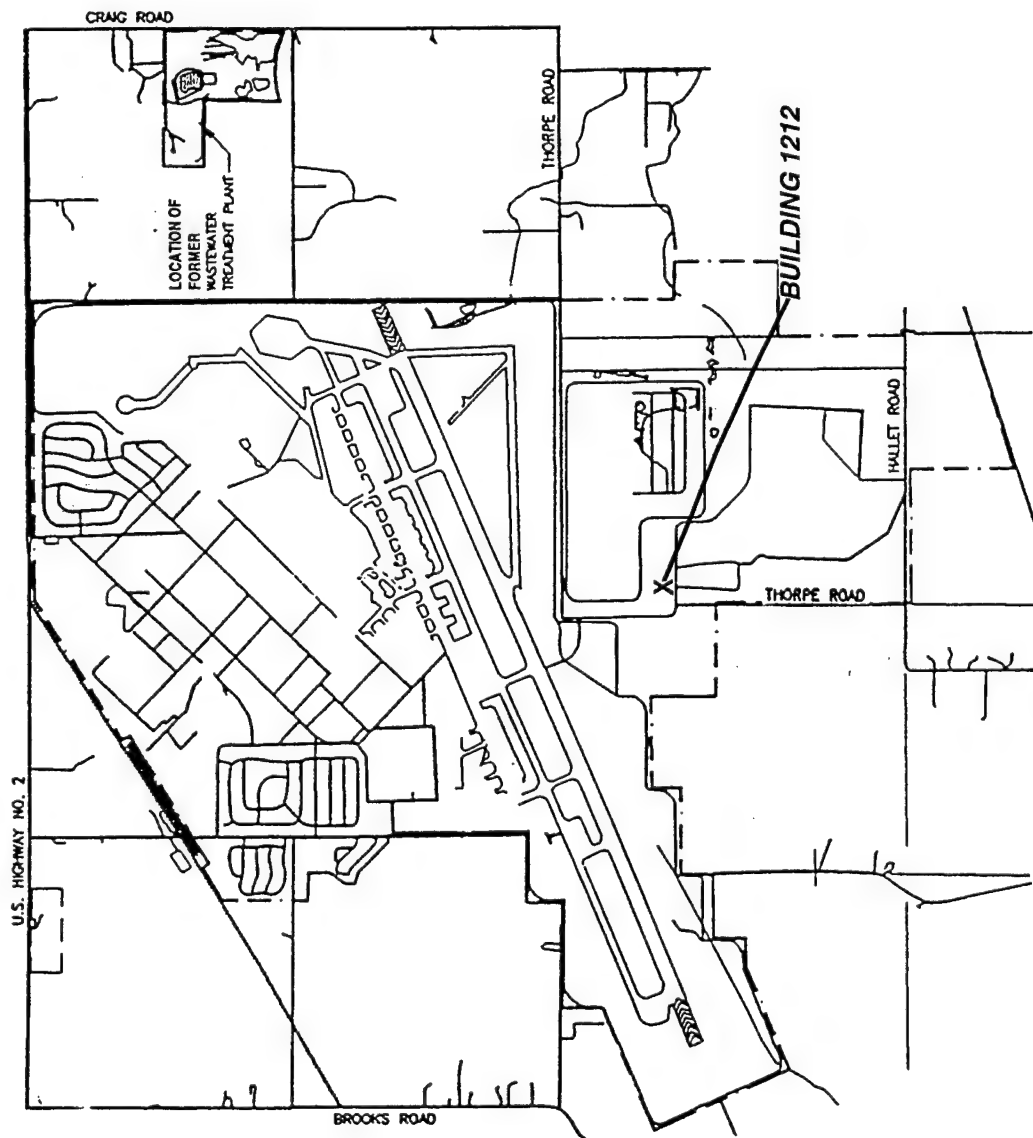 CRAIG ROAD
LOCATION OF
FORMER
WASTEWATER
TREATMENT PLANT
THORPE ROAD
BUILDING 1212
U.S. HIGHWAY NO. 2
HALLET ROAD
THORPE ROAD
BROOKS ROAD